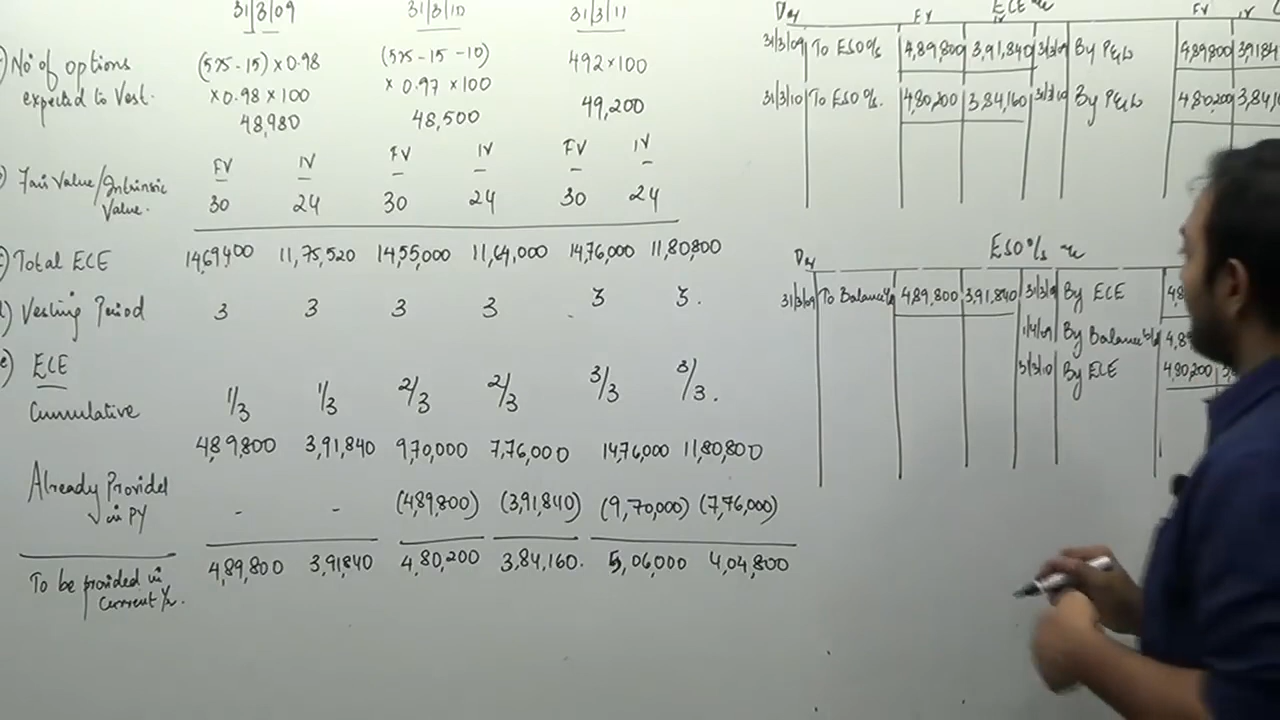 31/3/09 31/3/10 31/3/11
) No of options expected to Vest.
(575-15) x 0.98 x 0.98 x 100 48,980
(525-15-10) x 0.97 x 100 48,500
492 x 100 49,200
FV IV FV IV FV IV
) Fair Value/Intrinsic Value. 30 24 30 24 30 24
) Total ECE 14,69,400 11,75,520 14,55,000 11,64,000 14,76,000 11,80,800
d) Vesting Period 3 3 3 3 3 3.
e) ECE
Cumulative 1/3 1/3 2/3 2/3 3/3 3/3.
4,89,800 3,91,840 9,70,000 7,76,000 14,76,000 11,80,800
Already Provided in PY - - (4,89,800) (3,91,840) (9,70,000) (7,76,000)
To be provided in Current Yr. 4,89,800 3,91,840 4,80,200 3,84,160. 5,06,000 4,04,800
ECE a/c
FV IV FV IV
31/3/09 To ESO o/s 4,89,800 3,91,840 31/3/09 By P&L 4,89,800 3,9184
31/3/10 To ESO o/s. 4,80,200 3,84,160 31/3/10 By P&L 4,80,200 3,84,1
ESO o/s a/c
31/3/09 To Balance c/d 4,89,800 3,91,840 31/3/09 By ECE
1/4/09 By Balance b/d
31/3/10 By ECE 4,80,200